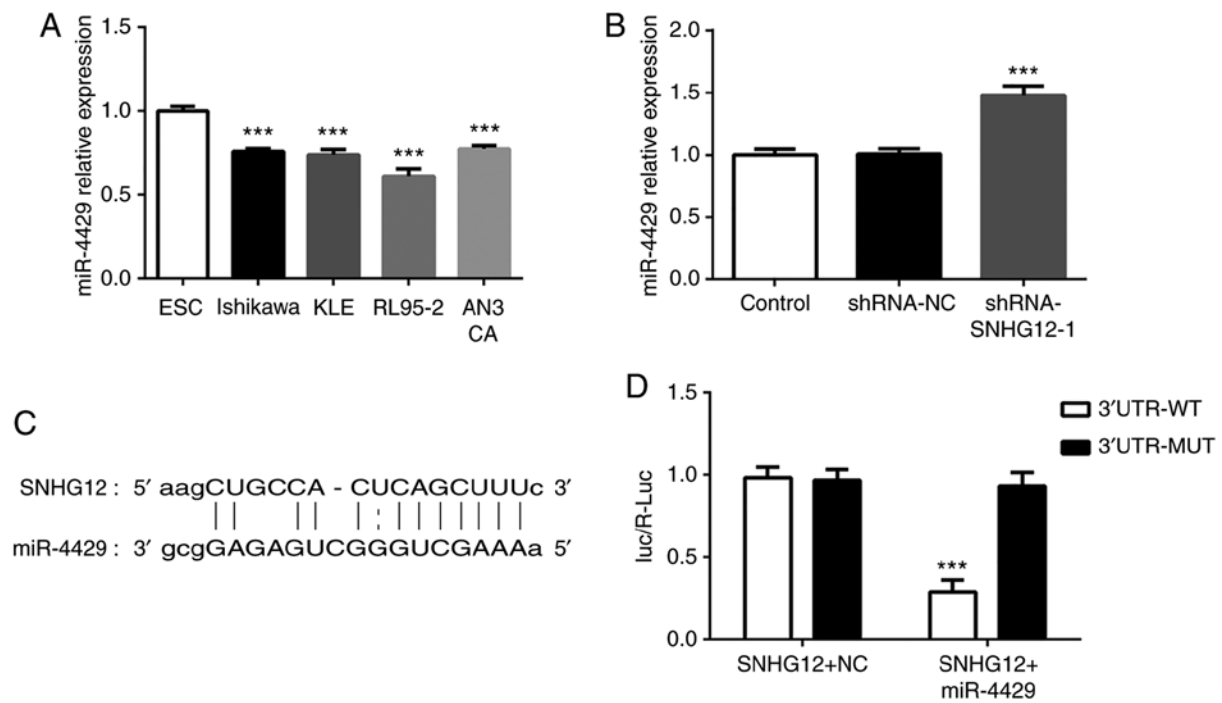 A
miR-4429 relative expression
1.5
1.0
0.5
0.0
***
***
***
***
ESC
Ishikawa
KLE
RL95-2
AN3
CA
B
miR-4429 relative expression
2.0
1.5
1.0
0.5
0.0
***
Control
shRNA-NC
shRNA-
SNHG12-1
C
SNHG12 : 5′ aagCUGCCA - CUCAGCUUUc 3′
miR-4429 : 3′ gcgGAGAGUCGGGUCGAAAa 5′
D
luc/R-Luc
1.5
1.0
0.5
0.0
***
SNHG12+NC
SNHG12+
miR-4429
3′UTR-WT
3′UTR-MUT